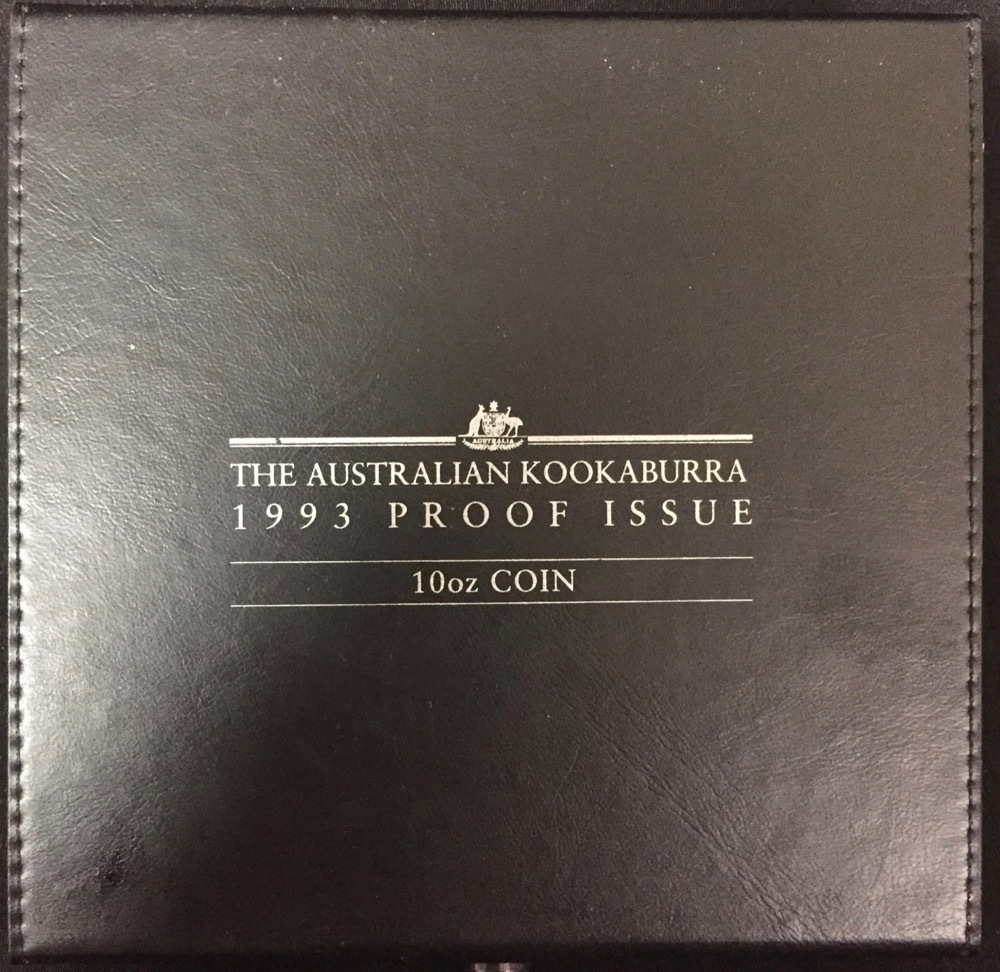 AUSTRALIA
THE AUSTRALIAN KOOKABURRA
1993 PROOF ISSUE
10oz COIN